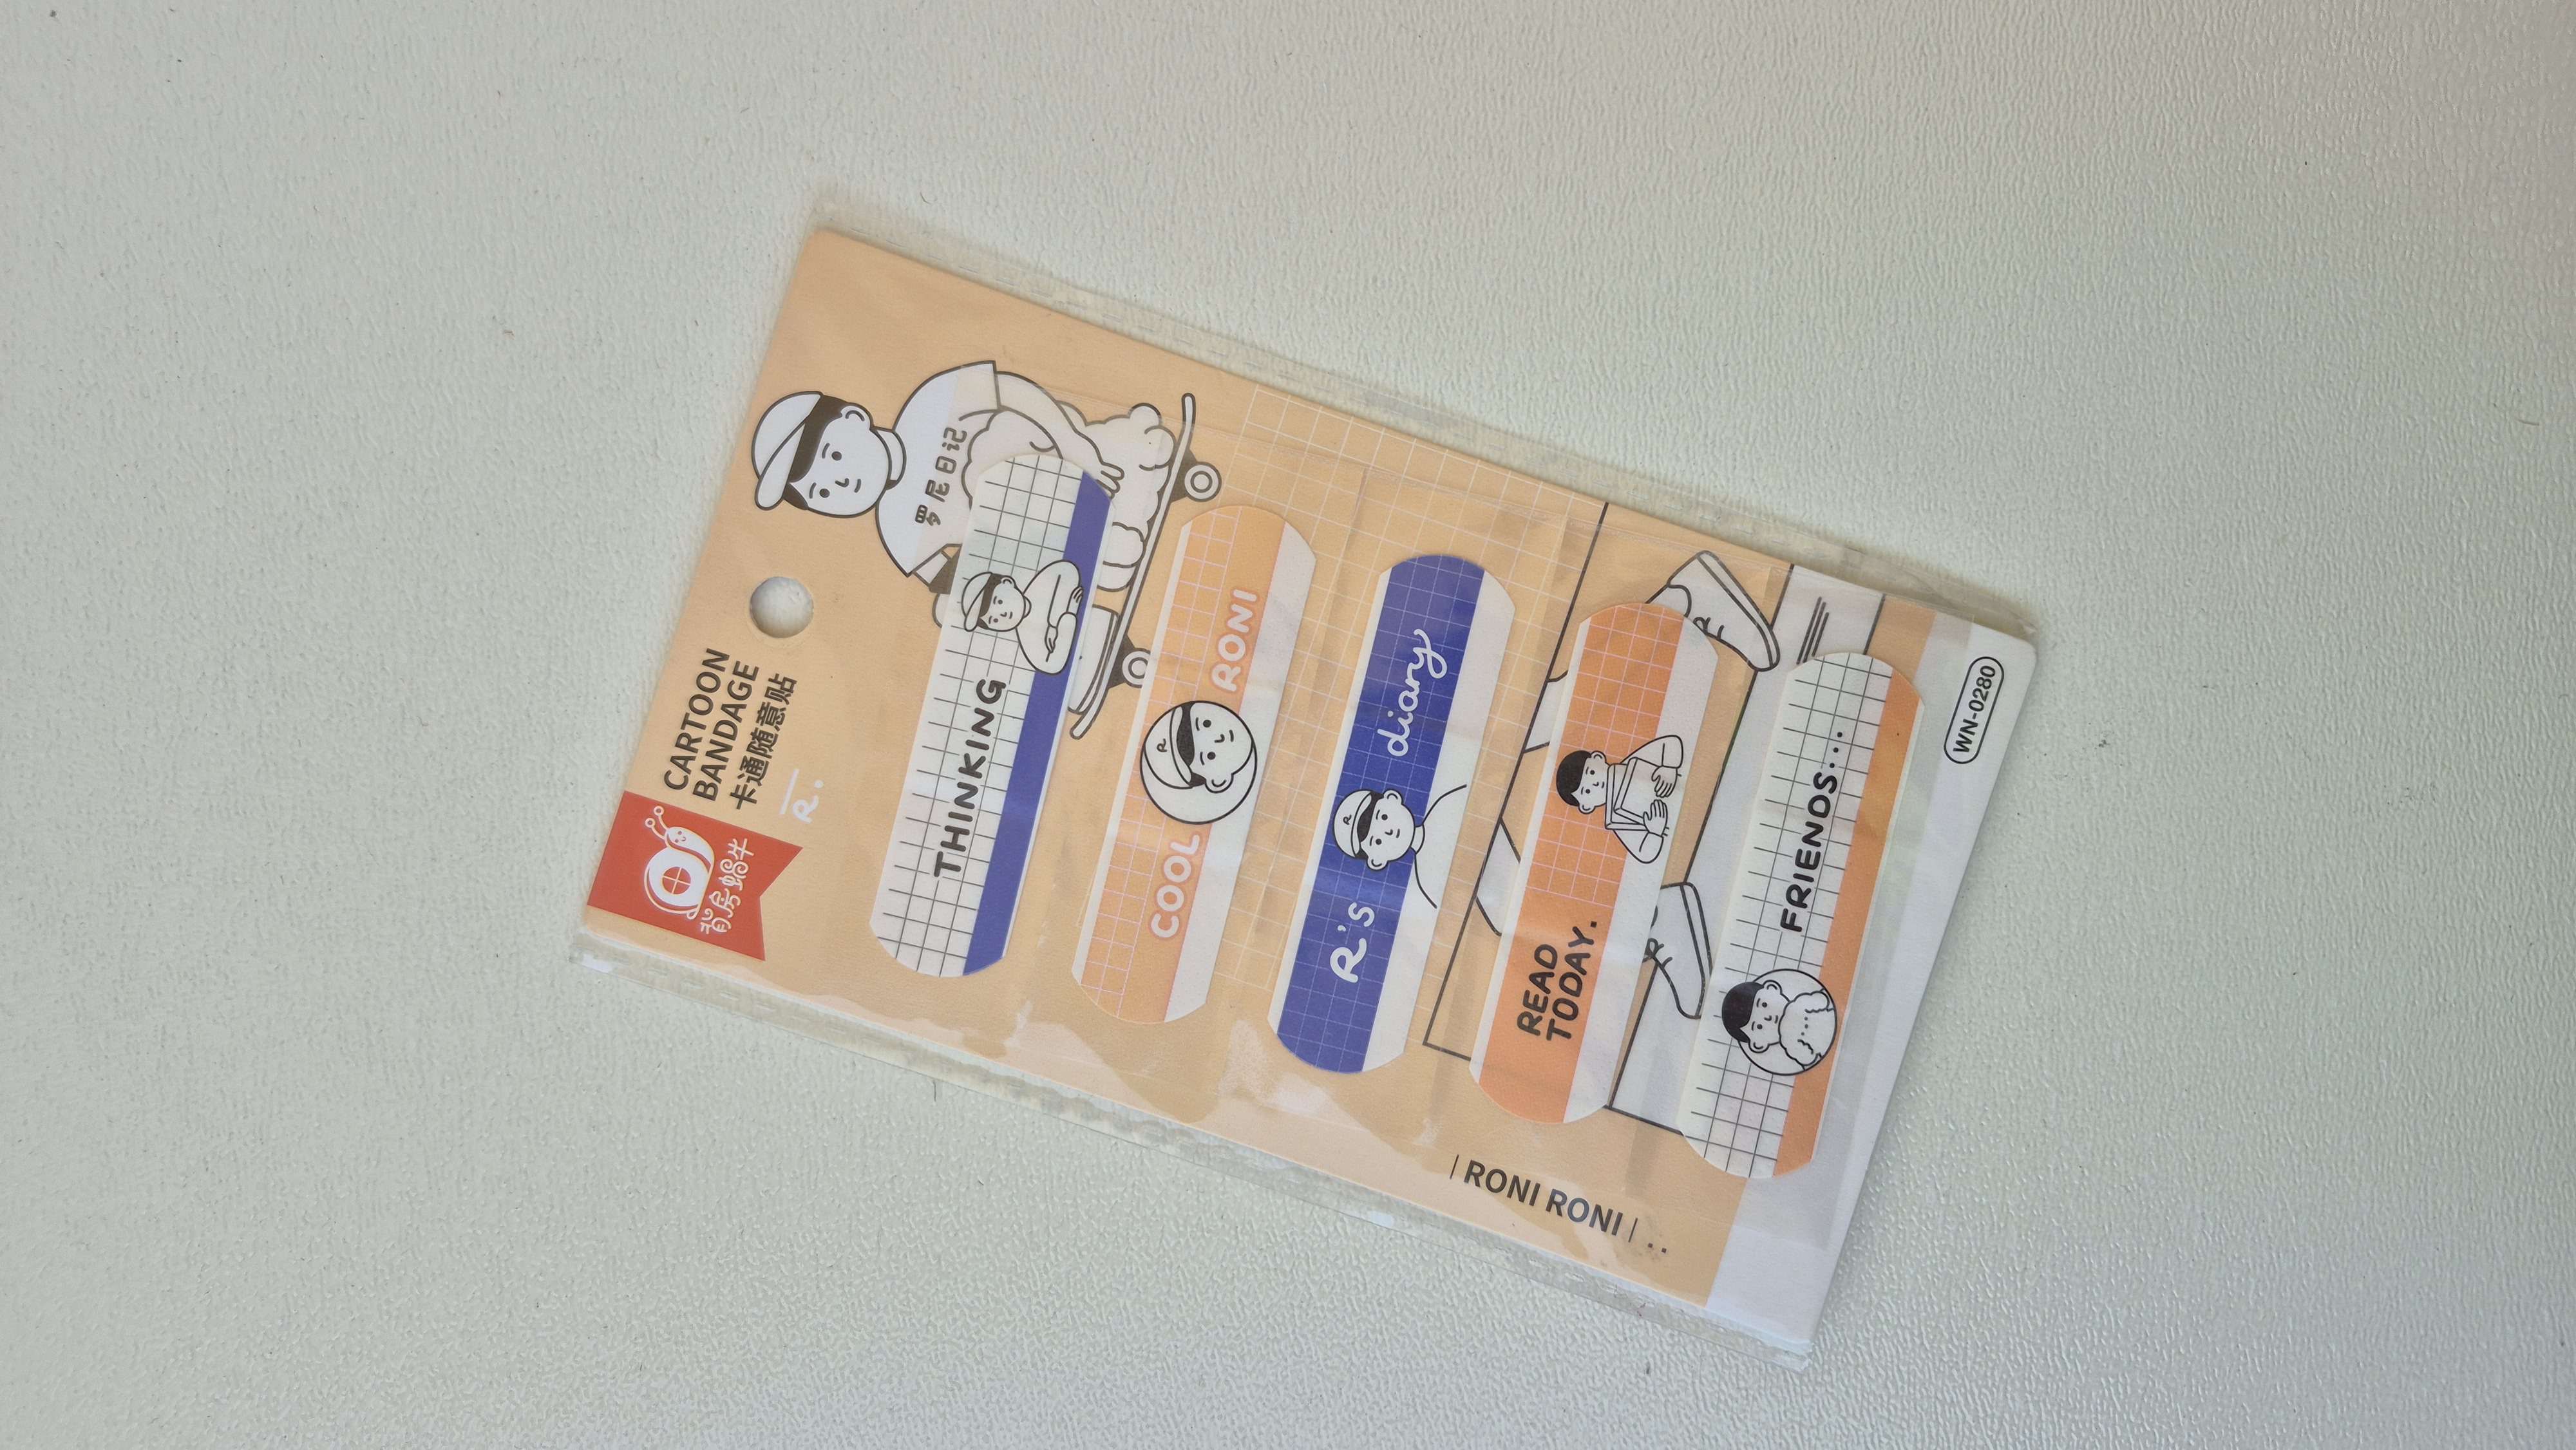 背房蜗牛
CARTOON
BANDAGE
卡通随意贴
R.
罗尼日记
THINKING
COOL RONI
R
R's diary
R
READ
TODAY.
FRIENDS...
| RONI RONI | ..
WN-0280